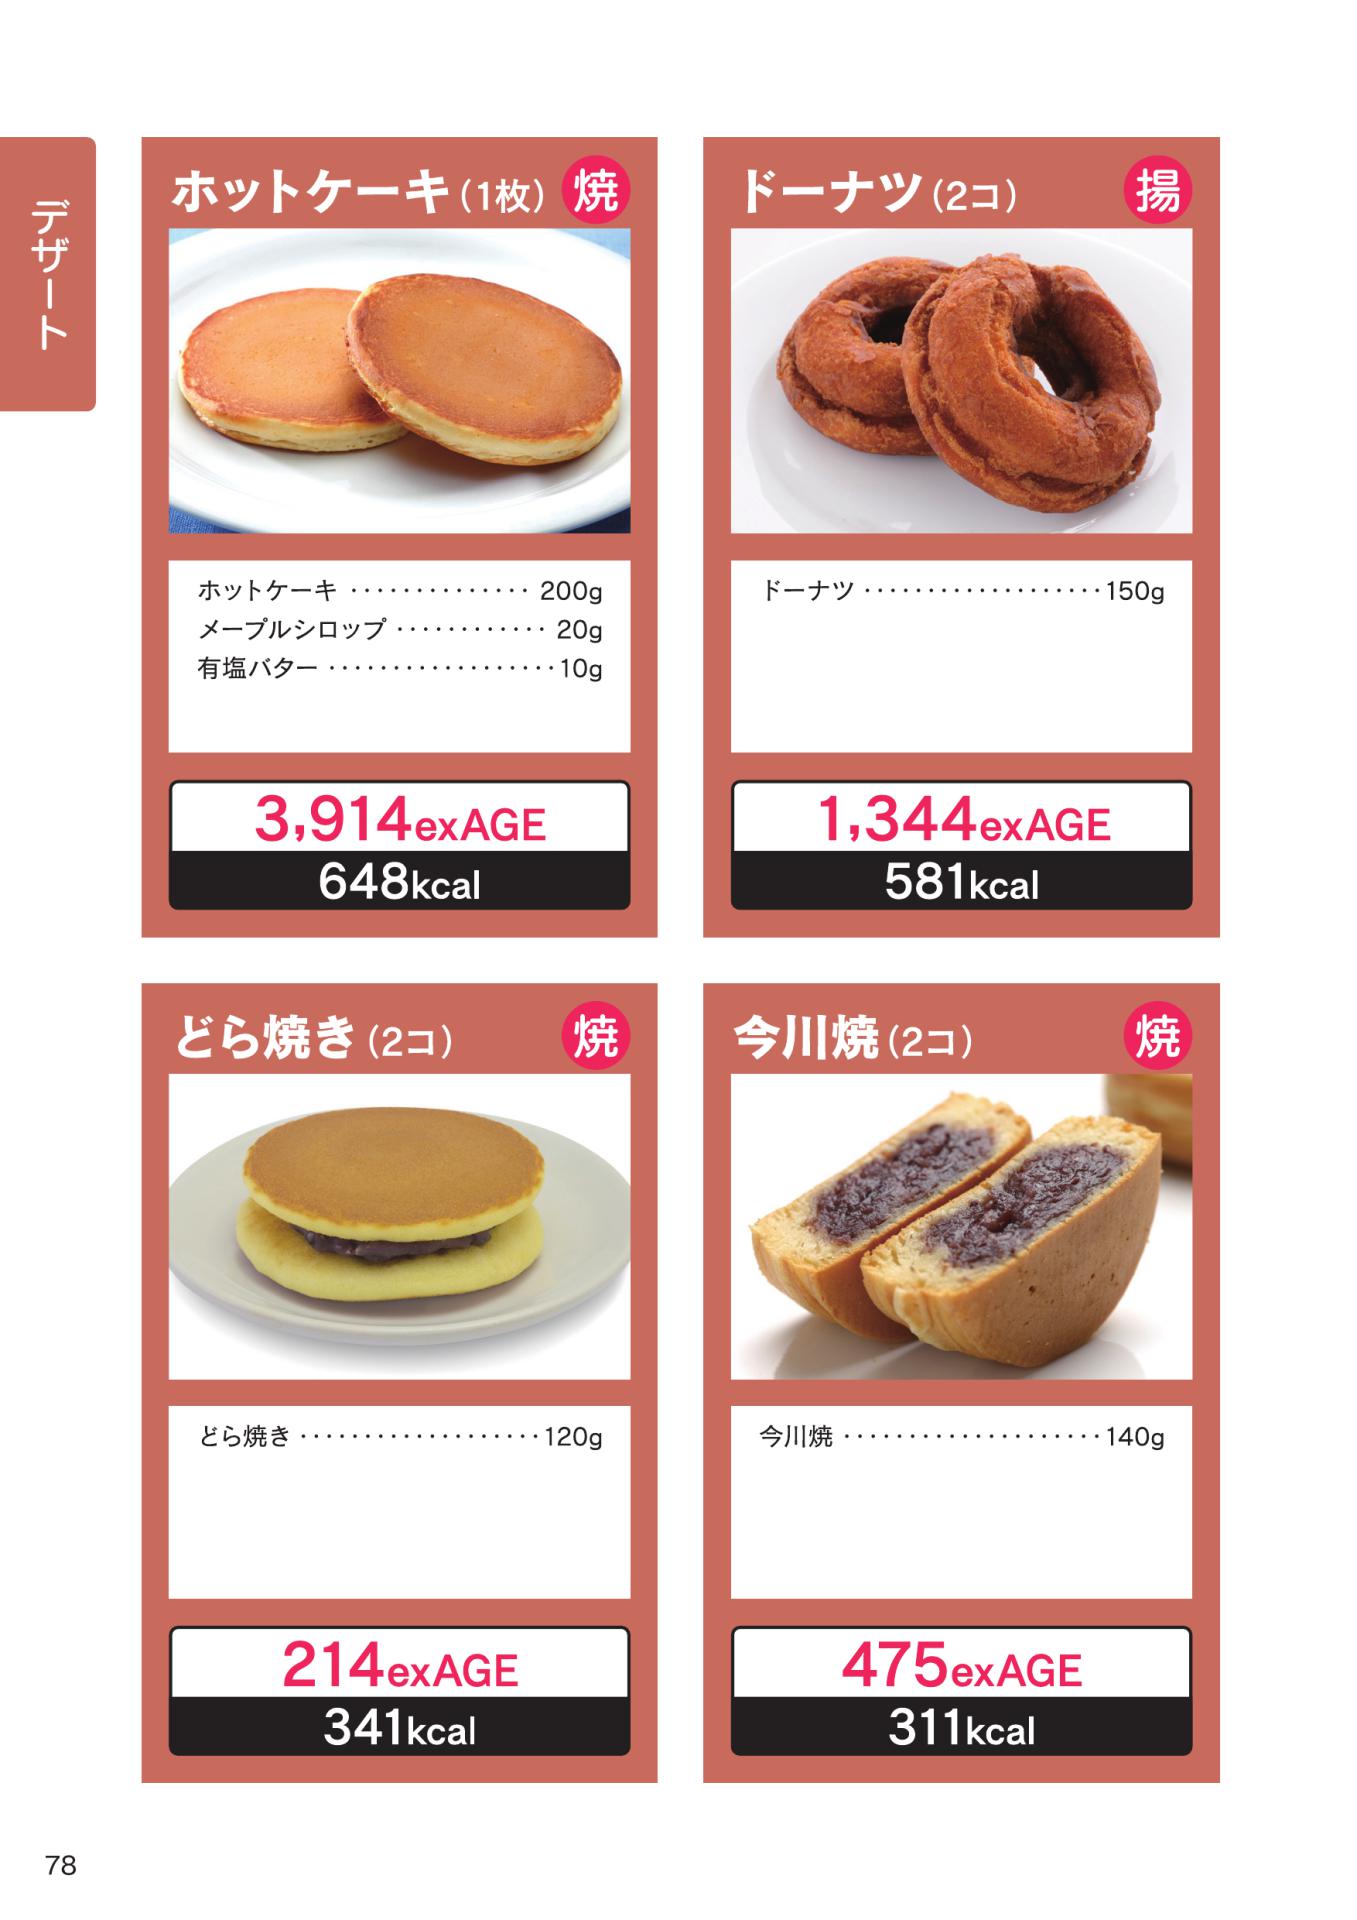 デザート
ホットケーキ（1枚） 焼
ホットケーキ ・・・・・・・・・・・・・・ 200g
メープルシロップ ・・・・・・・・・・・・ 20g
有塩バター ・・・・・・・・・・・・・・・・・・10g
3,914exAGE
648kcal
ドーナツ（2コ） 揚
ドーナツ ・・・・・・・・・・・・・・・・・・・150g
1,344exAGE
581kcal
どら焼き（2コ） 焼
どら焼き ・・・・・・・・・・・・・・・・・・・120g
214exAGE
341kcal
今川焼（2コ） 焼
今川焼 ・・・・・・・・・・・・・・・・・・・・140g
475exAGE
311kcal
78